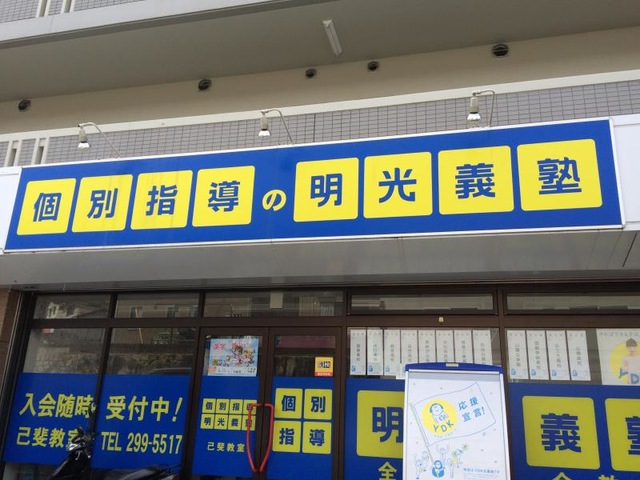 個別指導の明光義塾
入会随時受付中！
己斐教室 TEL 299-5517
個別指導
明光義塾
己斐教室
個別
指導
明
義塾
応援
宣言!
YDK